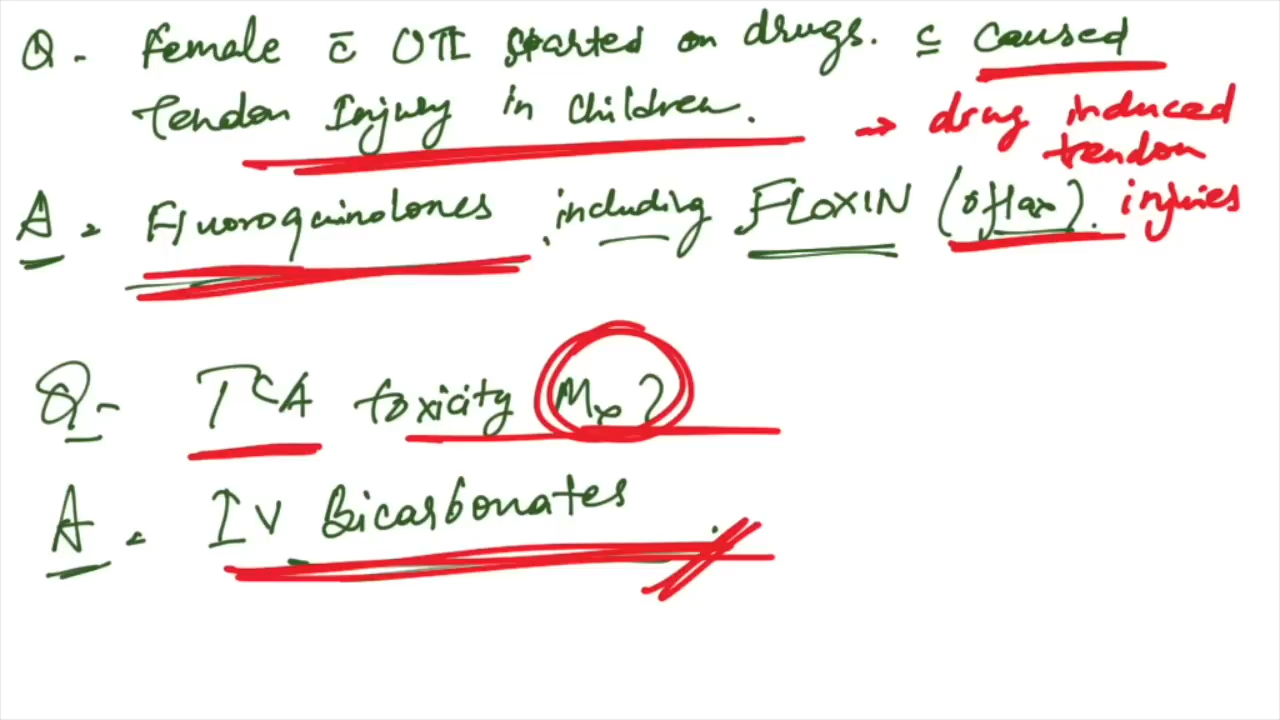 Q - Female c̄ UTI started on drugs. c̲ caused
Tendon Injury in Children.
→ drug induced
tendon
injuries
A - Fluoroquinolones, including FLOXIN (oflox).
Q - TCA toxicity Mx?
A - IV Bicarbonates.